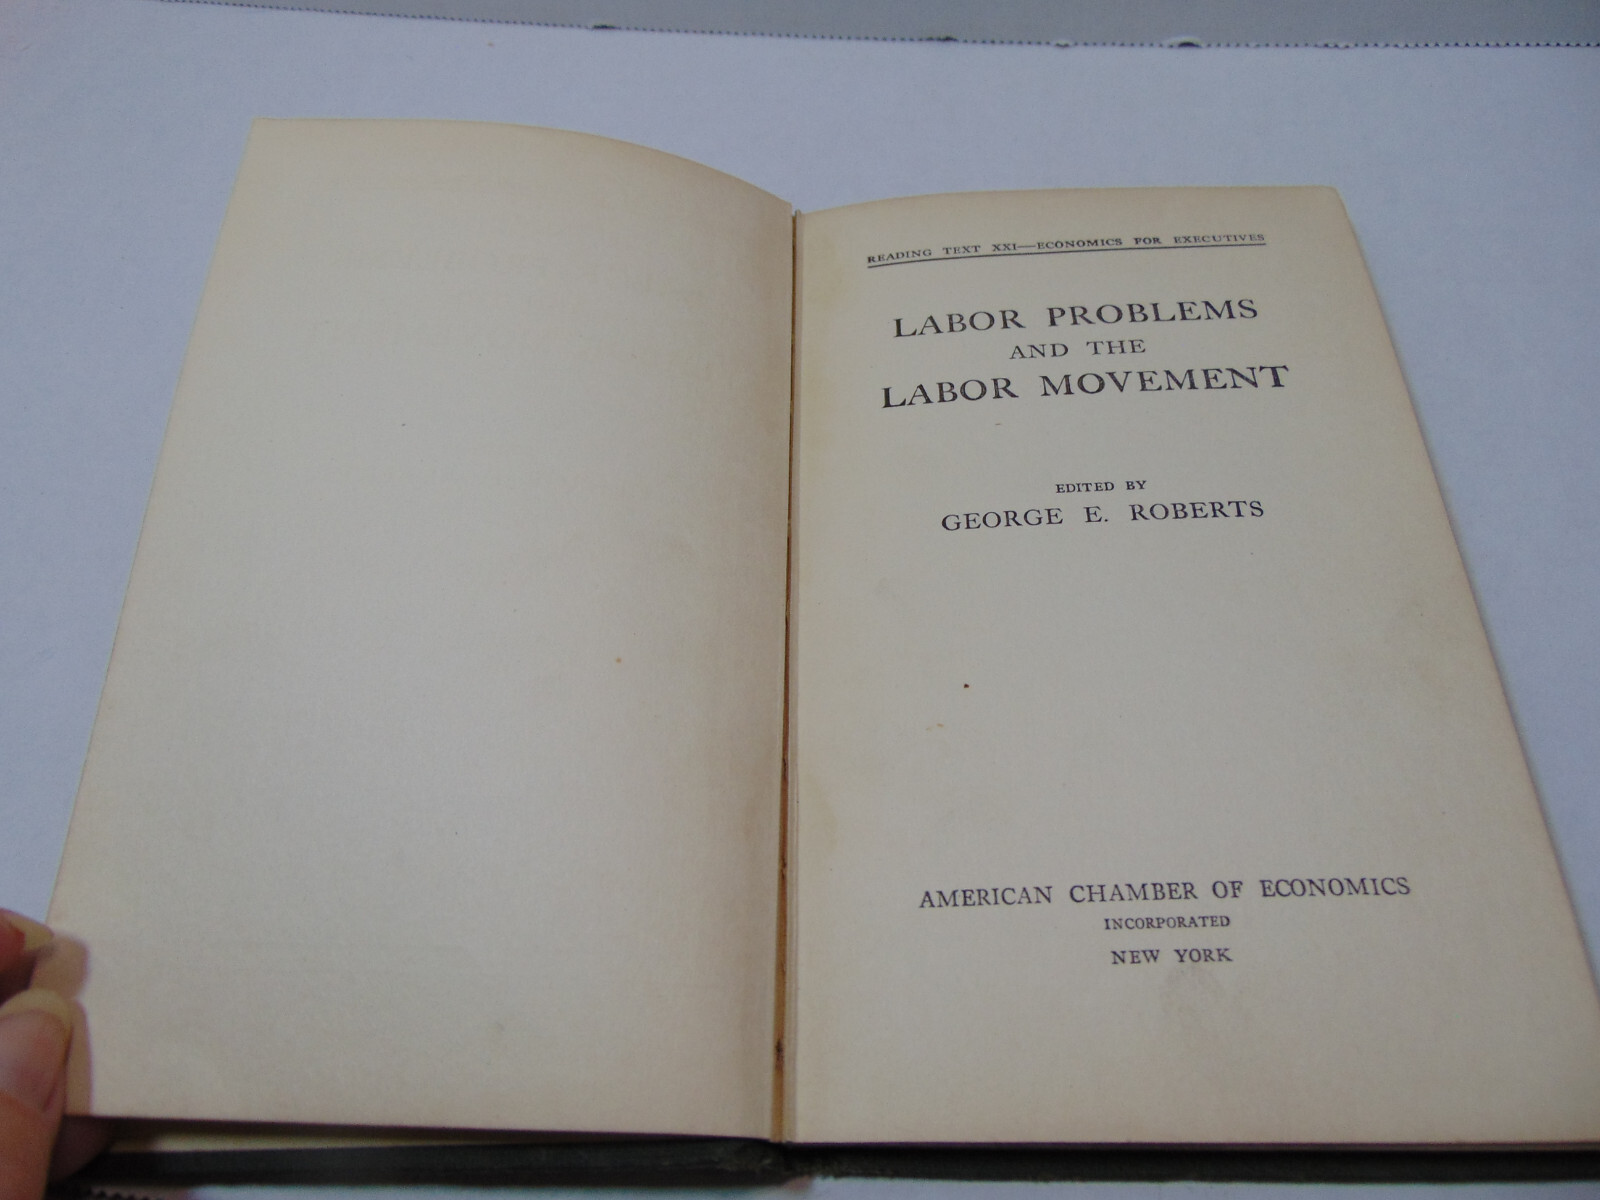 READING TEXT XXI—ECONOMICS FOR EXECUTIVES
LABOR PROBLEMS
AND THE
LABOR MOVEMENT
EDITED BY
GEORGE E. ROBERTS
AMERICAN CHAMBER OF ECONOMICS
INCORPORATED
NEW YORK